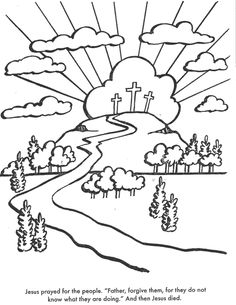 Jesus prayed for the people. "Father, forgive them, for they do not
know what they are doing." And then Jesus died.